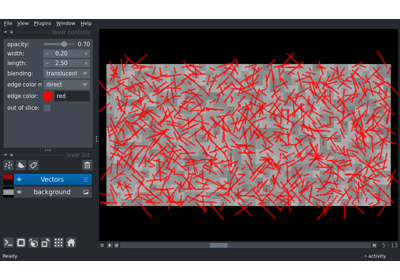 File View Plugins Window Help
layer controls
opacity: 0.70
width: − 0.20 +
length: − 2.50 +
blending: translucent
edge color m direct
edge color: red
out of slice:
layer list
Vectors
background
5 | 13
Ready
activity